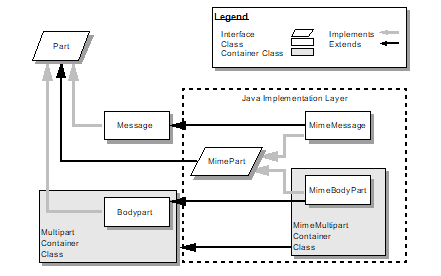 Legend
Interface
Class
Container Class
Implements
Extends
Part
Java Implementation Layer
Message
MimeMessage
MimePart
MimeBodyPart
Bodypart
Multipart
Container
Class
MimeMultipart
Container
Class